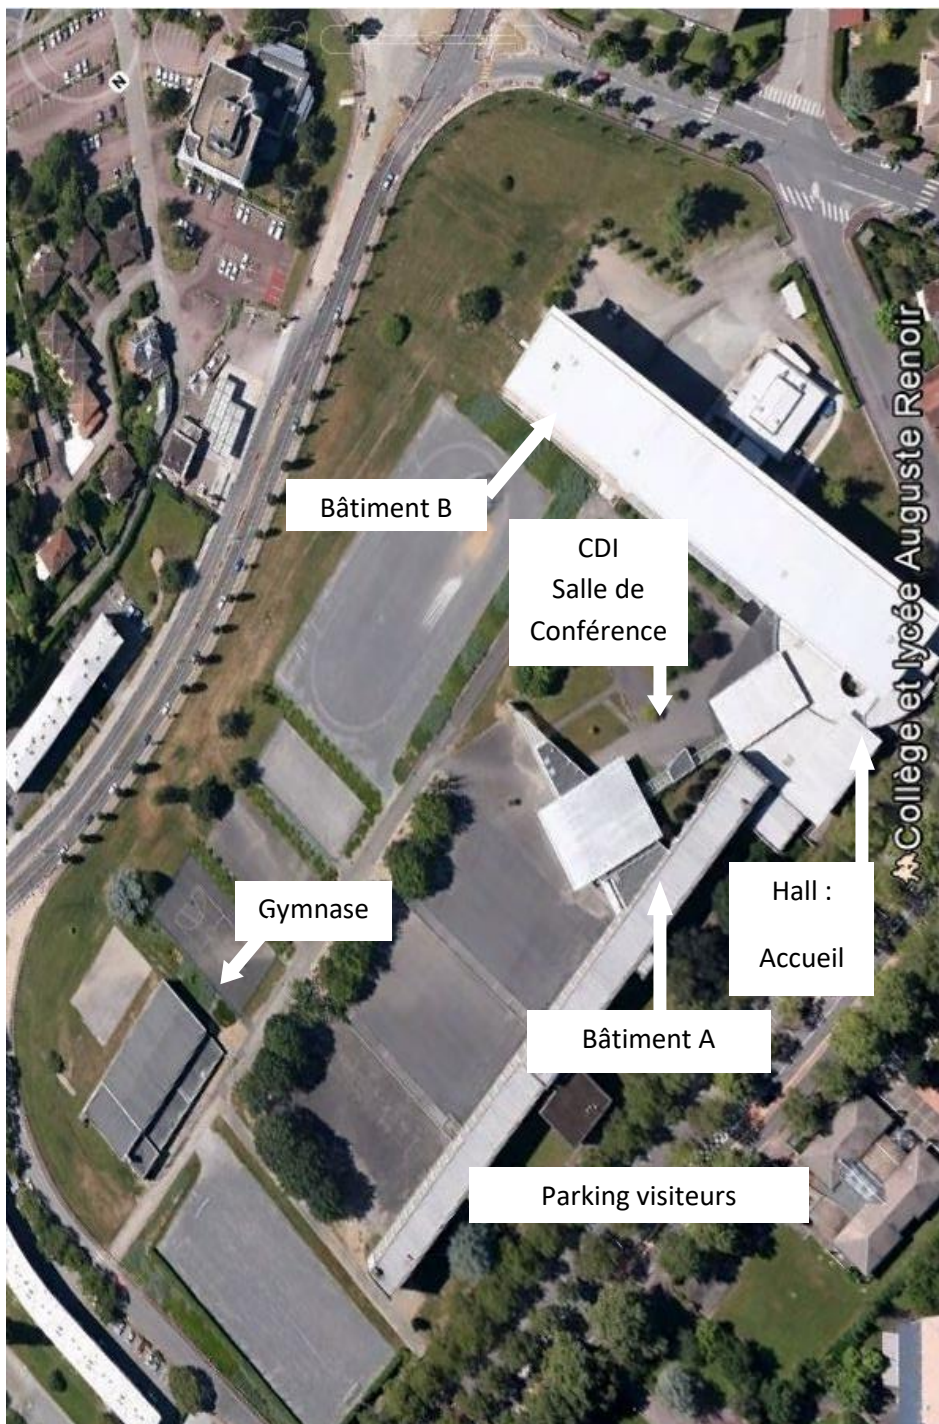 N
Bâtiment B
CDI
Salle de
Conférence
Collège et lycée Auguste Renoir
Gymnase
Hall :
Accueil
Bâtiment A
Parking visiteurs